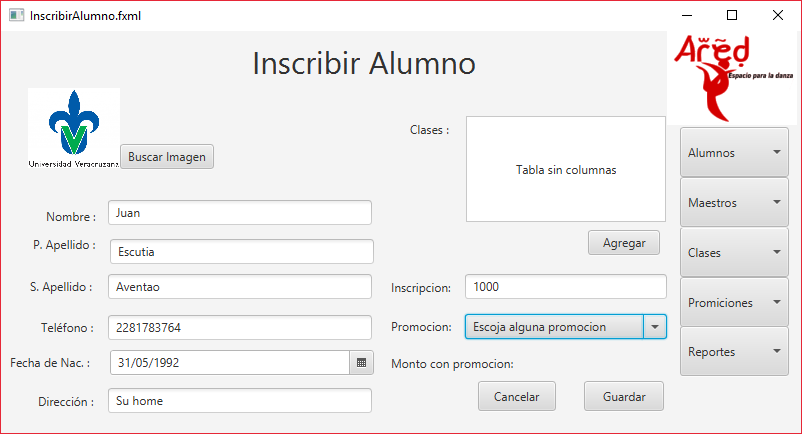 InscribirAlumno.fxml
Inscribir Alumno
Ared
Espacio para la danza
Universidad Veracruzana
Buscar Imagen
Clases :
Tabla sin columnas
Agregar
Nombre : Juan
P. Apellido : Escutia
S. Apellido : Aventao
Teléfono : 2281783764
Fecha de Nac. : 31/05/1992
Dirección : Su home
Inscripcion: 1000
Promocion: Escoja alguna promocion
Monto con promocion:
Cancelar Guardar
Alumnos
Maestros
Clases
Promiciones
Reportes